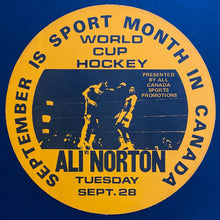 SEPTEMBER IS SPORT MONTH IN CANADA
WORLD
CUP
HOCKEY
PRESENTED
BY ALL
CANADA
SPORTS
PROMOTIONS
ALI VS NORTON
TUESDAY
SEPT. 28